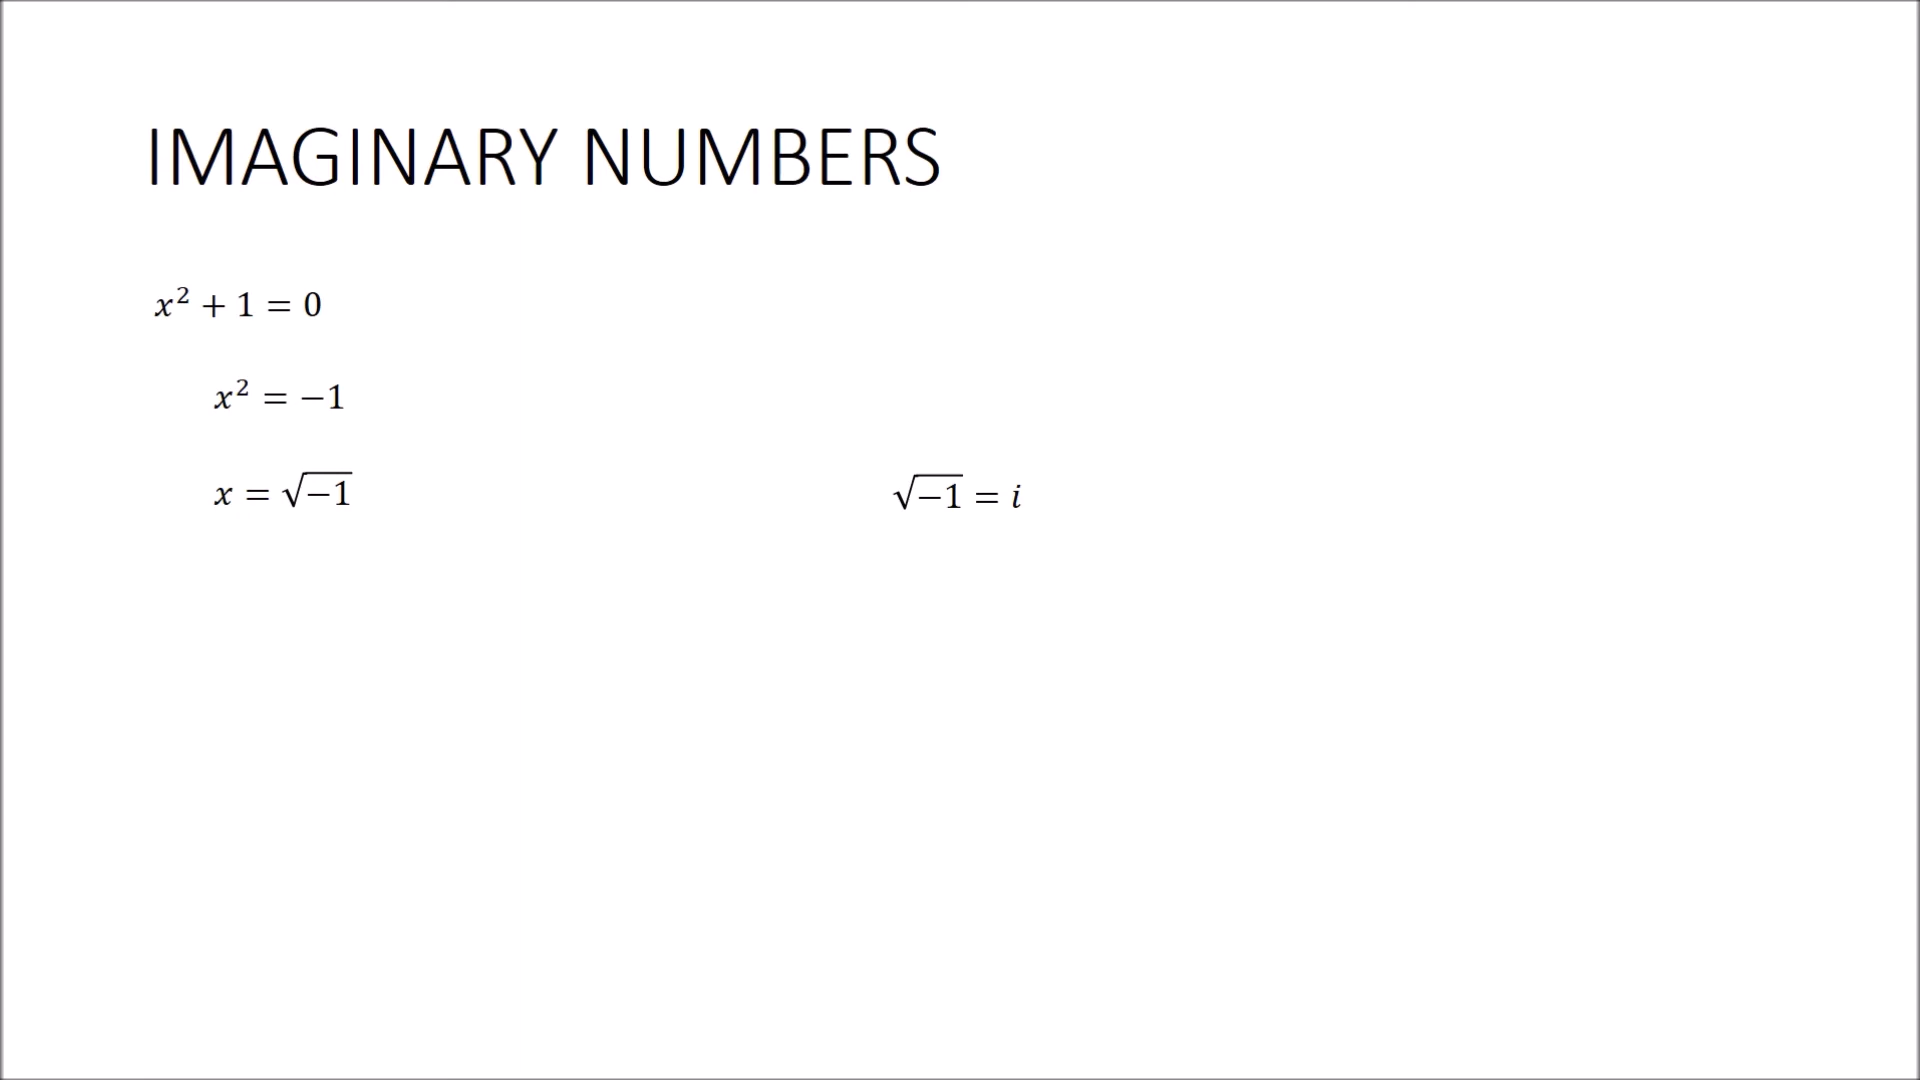 IMAGINARY NUMBERS
x² + 1 = 0
x² = −1
x = √−1
√−1 = i